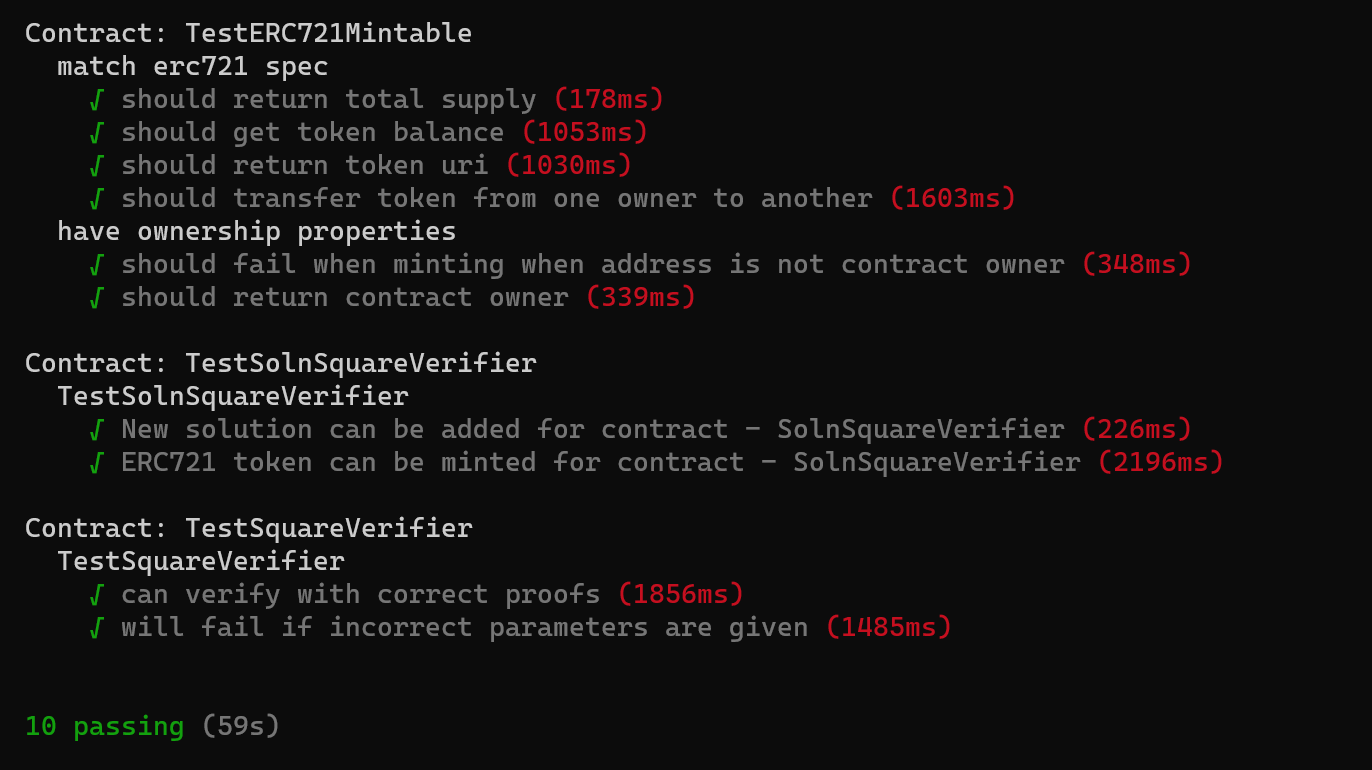 Contract: TestERC721Mintable
match erc721 spec
√ should return total supply (178ms)
√ should get token balance (1053ms)
√ should return token uri (1030ms)
√ should transfer token from one owner to another (1603ms)
have ownership properties
√ should fail when minting when address is not contract owner (348ms)
√ should return contract owner (339ms)
Contract: TestSolnSquareVerifier
TestSolnSquareVerifier
√ New solution can be added for contract - SolnSquareVerifier (226ms)
√ ERC721 token can be minted for contract - SolnSquareVerifier (2196ms)
Contract: TestSquareVerifier
TestSquareVerifier
√ can verify with correct proofs (1856ms)
√ will fail if incorrect parameters are given (1485ms)
10 passing (59s)